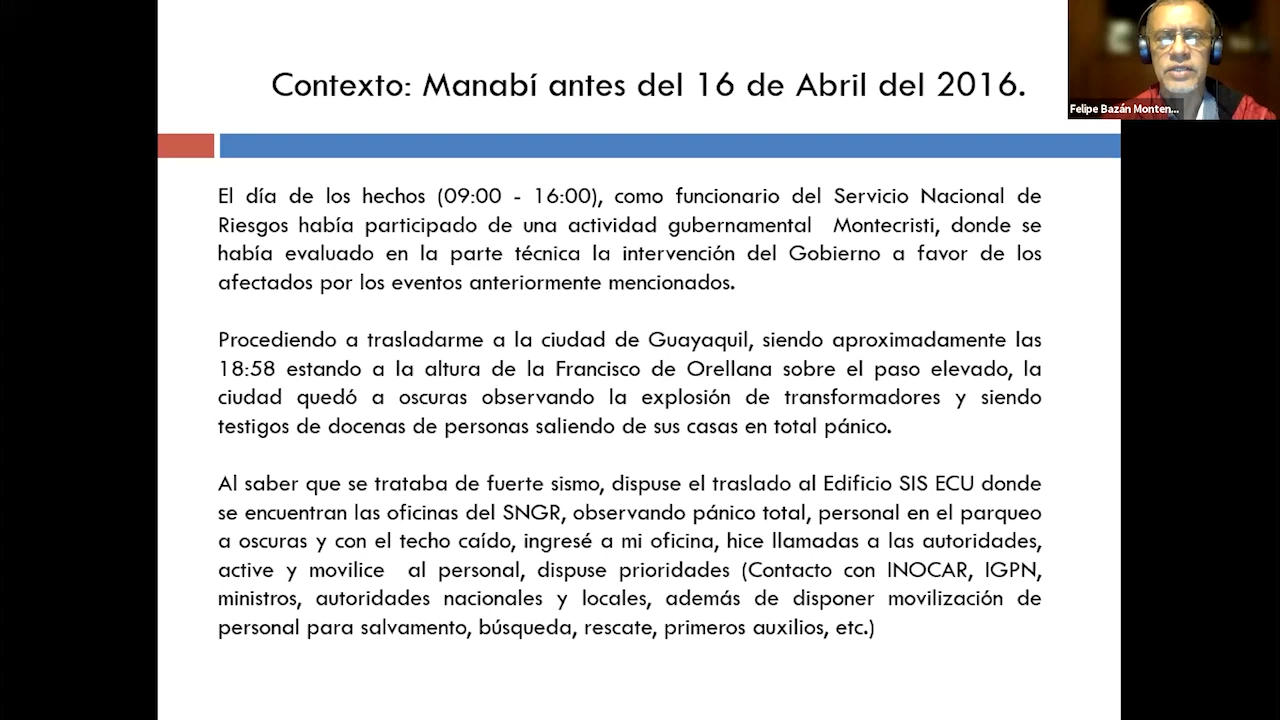 Contexto: Manabí antes del 16 de Abril del 2016.
Felipe Bazán Monten...
El día de los hechos (09:00 - 16:00), como funcionario del Servicio Nacional de
Riesgos había participado de una actividad gubernamental Montecristi, donde se
había evaluado en la parte técnica la intervención del Gobierno a favor de los
afectados por los eventos anteriormente mencionados.
Procediendo a trasladarme a la ciudad de Guayaquil, siendo aproximadamente las
18:58 estando a la altura de la Francisco de Orellana sobre el paso elevado, la
ciudad quedó a oscuras observando la explosión de transformadores y siendo
testigos de docenas de personas saliendo de sus casas en total pánico.
Al saber que se trataba de fuerte sismo, dispuse el traslado al Edificio SIS ECU donde
se encuentran las oficinas del SNGR, observando pánico total, personal en el parqueo
a oscuras y con el techo caído, ingresé a mi oficina, hice llamadas a las autoridades,
active y movilice al personal, dispuse prioridades (Contacto con INOCAR, IGPN,
ministros, autoridades nacionales y locales, además de disponer movilización de
personal para salvamento, búsqueda, rescate, primeros auxilios, etc.)